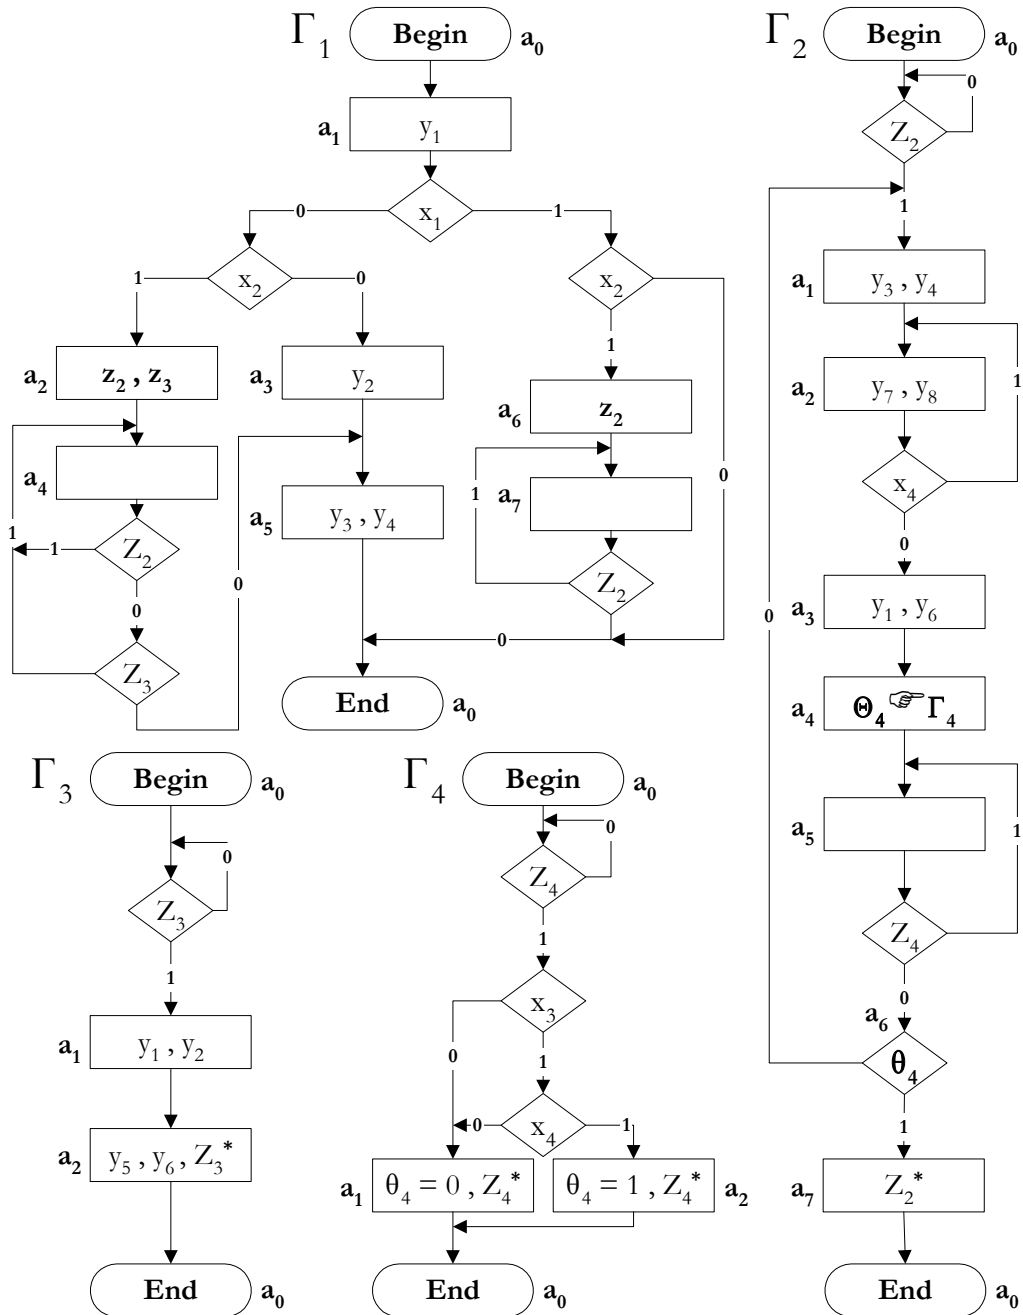 Γ1 Begin a0
a1 y1
x1
0 1
x2
1 0
x2
1
0
a2 z2 , z3
a3 y2
a6 z2
a4
a5 y3 , y4
a7
1
Z2
1
0
Z3
1
0
Z2
0
End a0
Γ2 Begin a0
0
Z2
1
a1 y3 , y4
a2 y7 , y8
1
x4
0
a3 y1 , y6
0
a4 Θ4 ☞ Γ4
a5
1
Z4
0
a6
θ4
1
a7 Z2*
End a0
Γ3 Begin a0
0
Z3
1
a1 y1 , y2
a2 y5 , y6 , Z3*
End a0
Γ4 Begin a0
0
Z4
1
x3
0
1
0 x4 1
a1 θ4 = 0 , Z4*
θ4 = 1 , Z4* a2
End a0